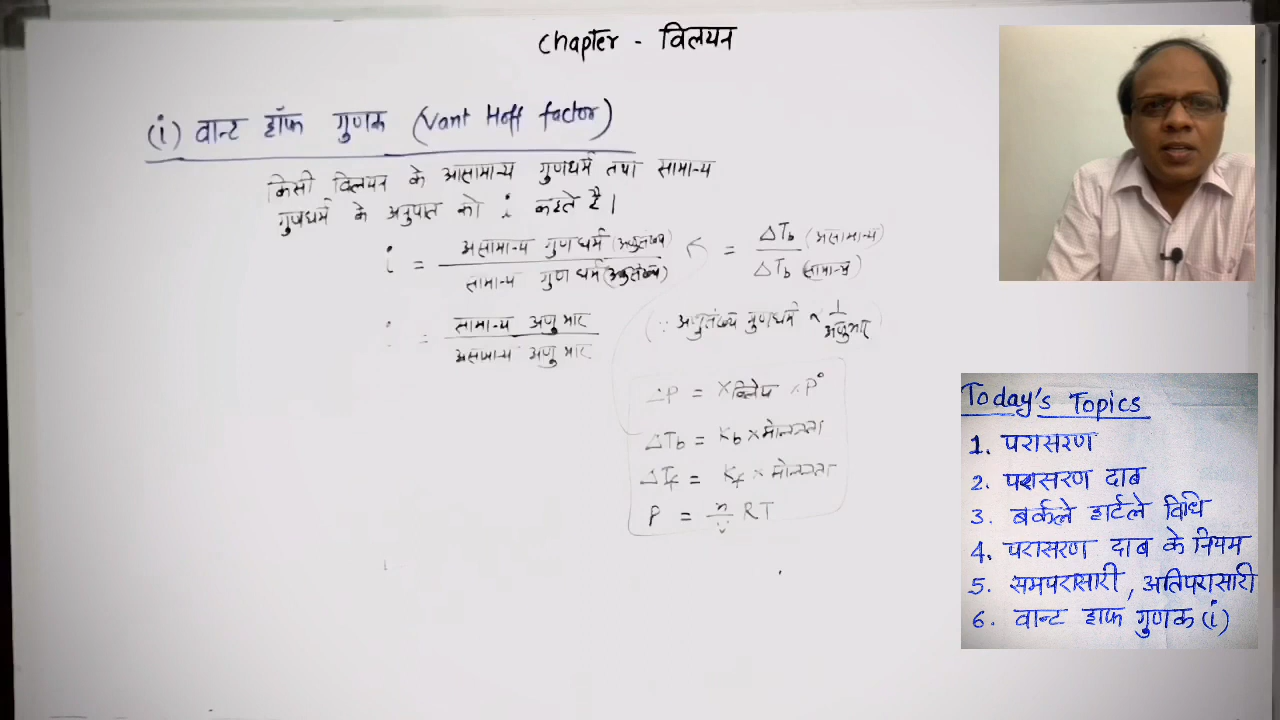 Chapter - विलयन
(i) वान्ट हॉफ गुणक (Vant Hoff factor)
किसी विलयन के आसामान्य गुणधर्म तथा सामान्य
गुणधर्म के अनुपात को i कहते है।
i = असामान्य गुणधर्म (अणुसंख्य) / सामान्य गुणधर्म (अणुसंख्य) = ΔTb (असामान्य) / ΔTb (सामान्य)
i = सामान्य अणुभार / असामान्य अणुभार (∵ अणुसंख्य गुणधर्म ∝ 1/अणुभार)
ΔP = X विलेय × P°
ΔTb = Kb × मोललता
ΔTf = Kf × मोललता
P = n/v RT
Today's Topics
1. परासरण
2. परासरण दाब
3. बर्कले हार्टले विधि
4. परासरण दाब के नियम
5. समपरासारी, अतिपरासारी
6. वान्ट हाफ गुणक (i)